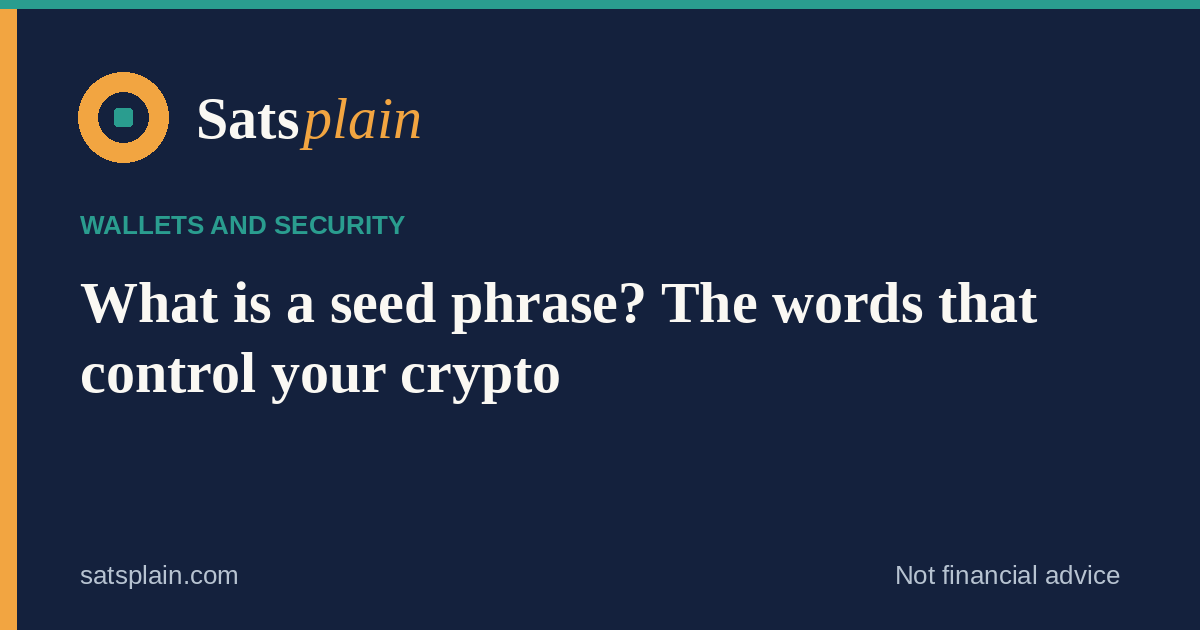 Satsplain
WALLETS AND SECURITY
What is a seed phrase? The words that
control your crypto
satsplain.com
Not financial advice